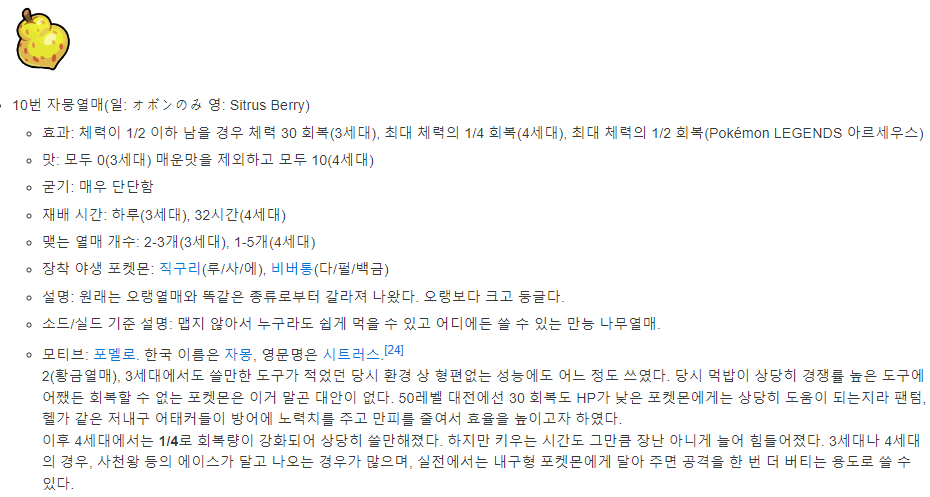 10번 자뭉열매(일: オボンのみ 영: Sitrus Berry)
효과: 체력이 1/2 이하 남을 경우 체력 30 회복(3세대), 최대 체력의 1/4 회복(4세대), 최대 체력의 1/2 회복(Pokémon LEGENDS 아르세우스)
맛: 모두 0(3세대) 매운맛을 제외하고 모두 10(4세대)
굳기: 매우 단단함
재배 시간: 하루(3세대), 32시간(4세대)
맺는 열매 개수: 2-3개(3세대), 1-5개(4세대)
장착 야생 포켓몬: 직구리(루/사/에), 비버통(다/펄/백금)
설명: 원래는 오랭열매와 똑같은 종류로부터 갈라져 나왔다. 오랭보다 크고 둥글다.
소드/실드 기준 설명: 맵지 않아서 누구라도 쉽게 먹을 수 있고 어디에든 쓸 수 있는 만능 나무열매.
모티브: 포멜로. 한국 이름은 자몽, 영문명은 시트러스.[24]
2(황금열매), 3세대에서도 쓸만한 도구가 적었던 당시 환경 상 형편없는 성능에도 어느 정도 쓰였다. 당시 먹밥이 상당히 경쟁률 높은 도구에
어쨌든 회복할 수 없는 포켓몬은 이거 말곤 대안이 없다. 50레벨 대전에선 30 회복도 HP가 낮은 포켓몬에게는 상당히 도움이 되는지라 팬텀,
헬가 같은 저내구 어태커들이 방어에 노력치를 주고 만피를 줄여서 효율을 높이고자 하였다.
이후 4세대에서는 1/4로 회복량이 강화되어 상당히 쓸만해졌다. 하지만 키우는 시간도 그만큼 장난 아니게 늘어 힘들어졌다. 3세대나 4세대
의 경우, 사천왕 등의 에이스가 달고 나오는 경우가 많으며, 실전에서는 내구형 포켓몬에게 달아 주면 공격을 한 번 더 버티는 용도로 쓸 수
있다.